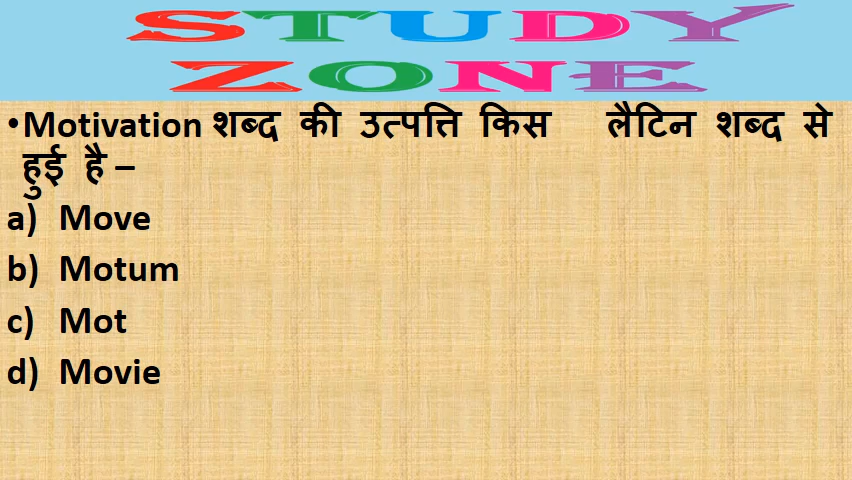 STUDY
ZONE
•Motivation शब्द की उत्पत्ति किस लैटिन शब्द से
हुई है –
a) Move
b) Motum
c) Mot
d) Movie